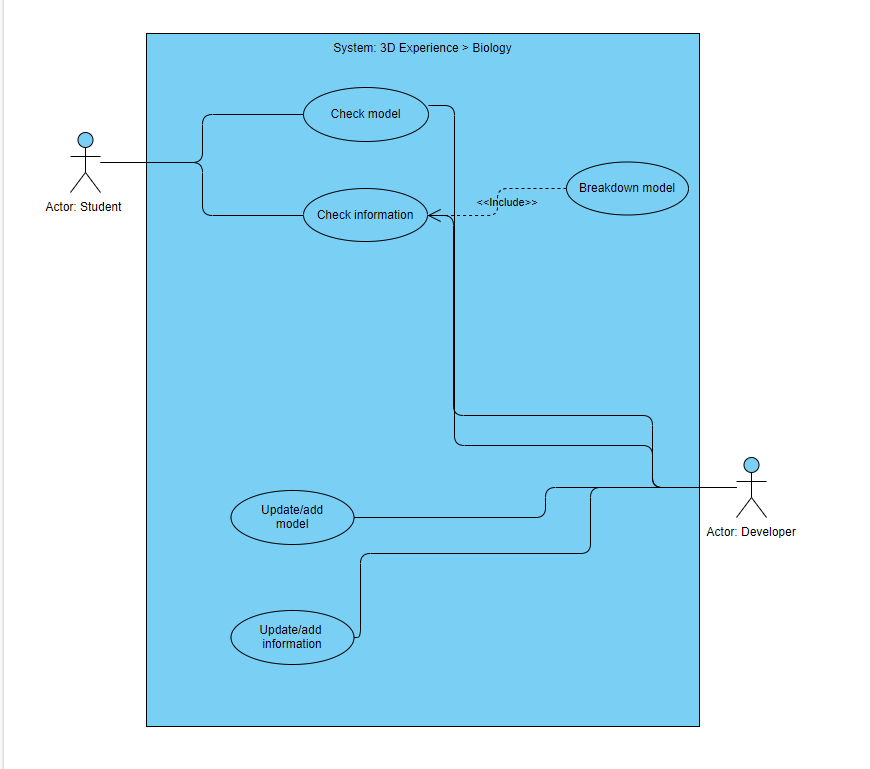 System: 3D Experience > Biology
Check model
Breakdown model
<<Include>>
Actor: Student
Check information
Update/add
model
Actor: Developer
Update/add
information